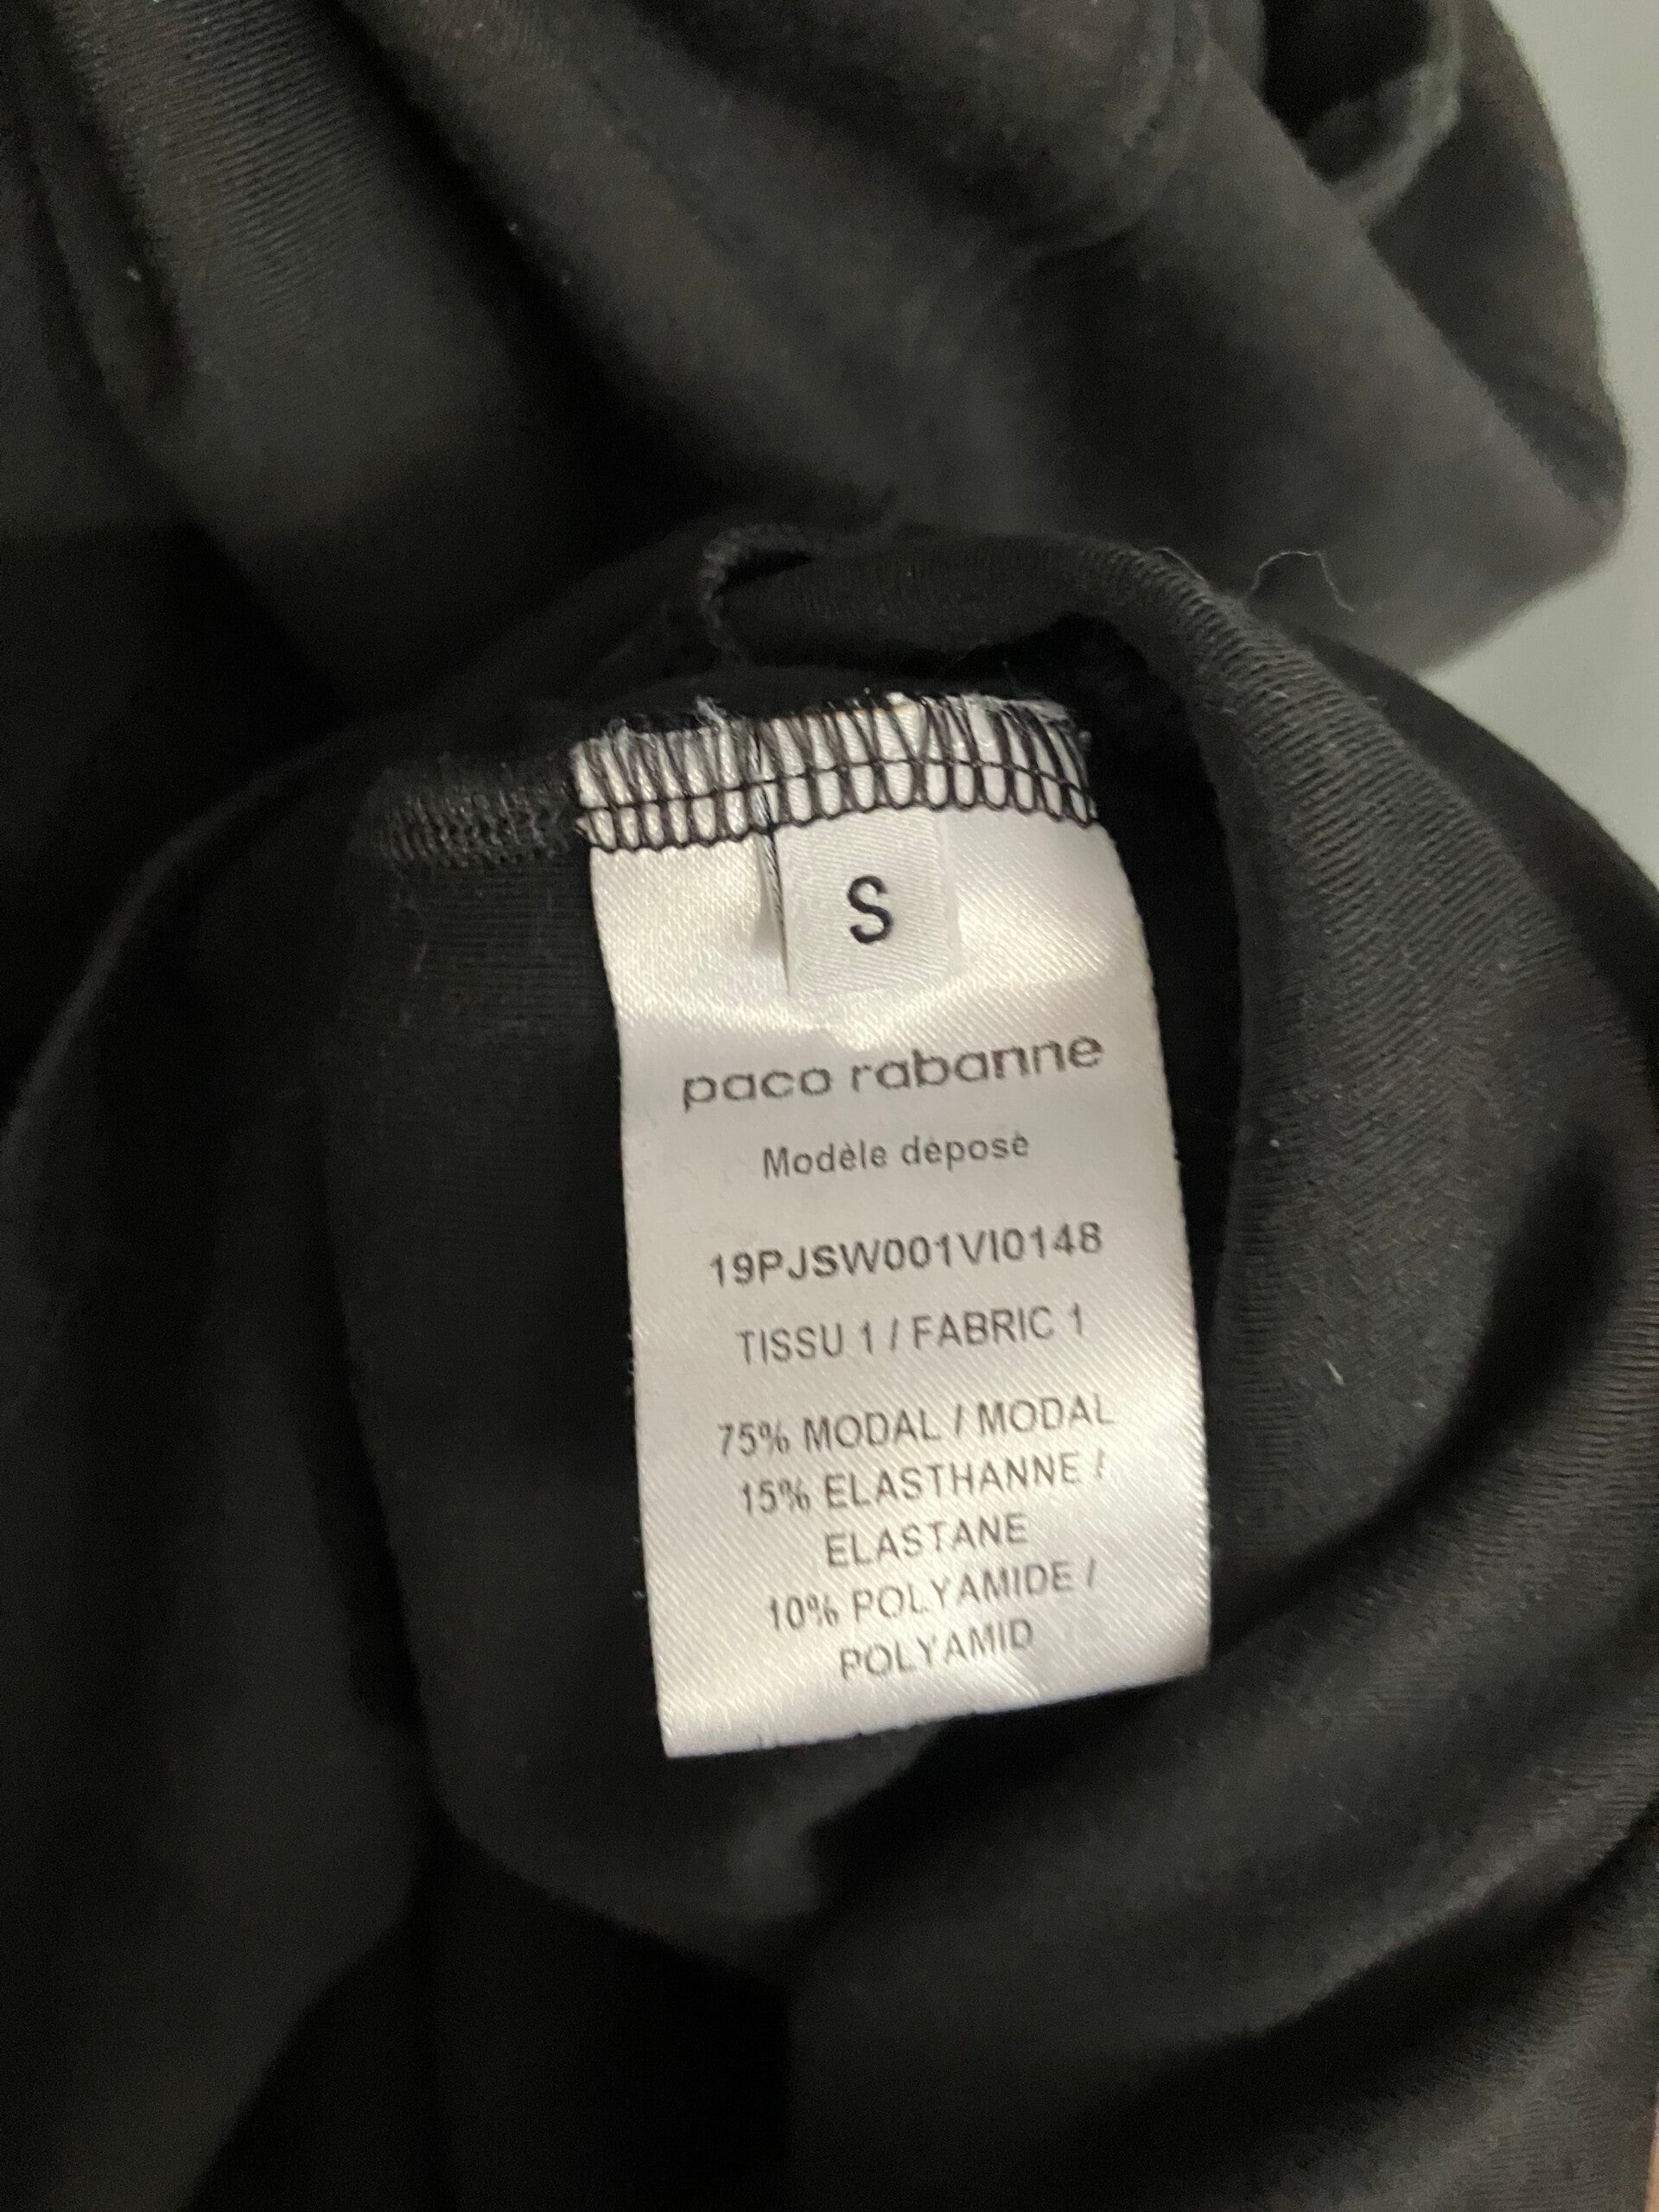 S
paco rabanne
Modèle déposé
19PJSW001VI0148
TISSU 1 / FABRIC 1
75% MODAL / MODAL
15% ELASTHANNE /
ELASTANE
10% POLYAMIDE /
POLYAMID